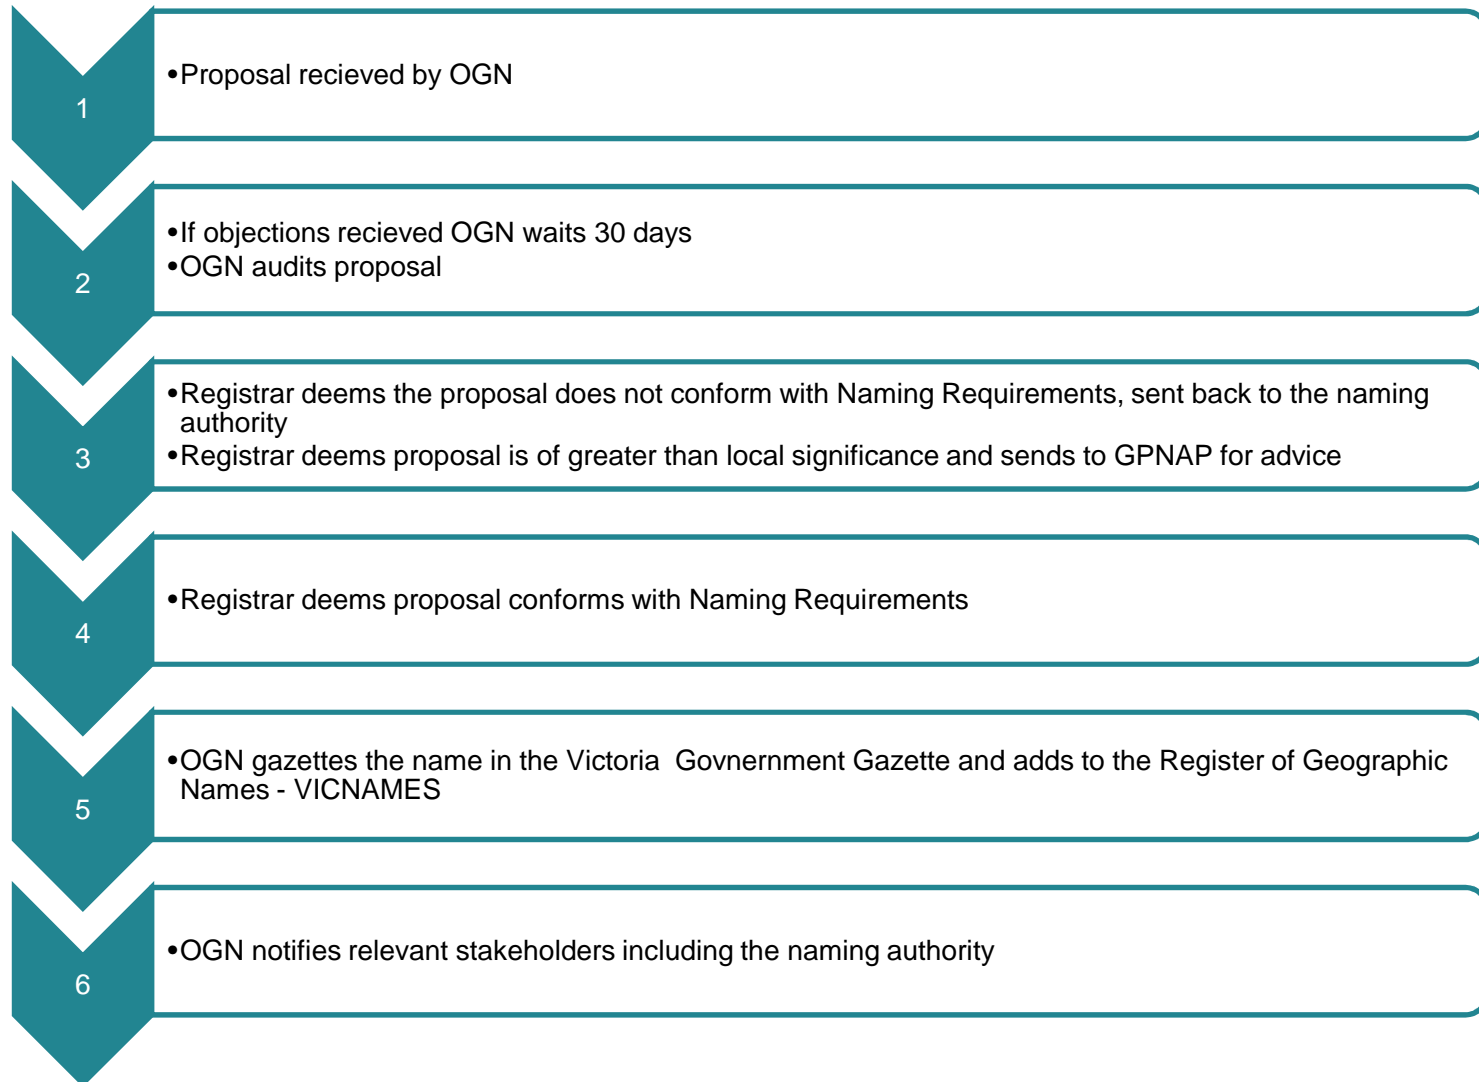 1
•Proposal recieved by OGN
2
•If objections recieved OGN waits 30 days
•OGN audits proposal
3
•Registrar deems the proposal does not conform with Naming Requirements, sent back to the naming
authority
•Registrar deems proposal is of greater than local significance and sends to GPNAP for advice
4
•Registrar deems proposal conforms with Naming Requirements
5
•OGN gazettes the name in the Victoria  Govnernment Gazette and adds to the Register of Geographic
Names - VICNAMES
6
•OGN notifies relevant stakeholders including the naming authority